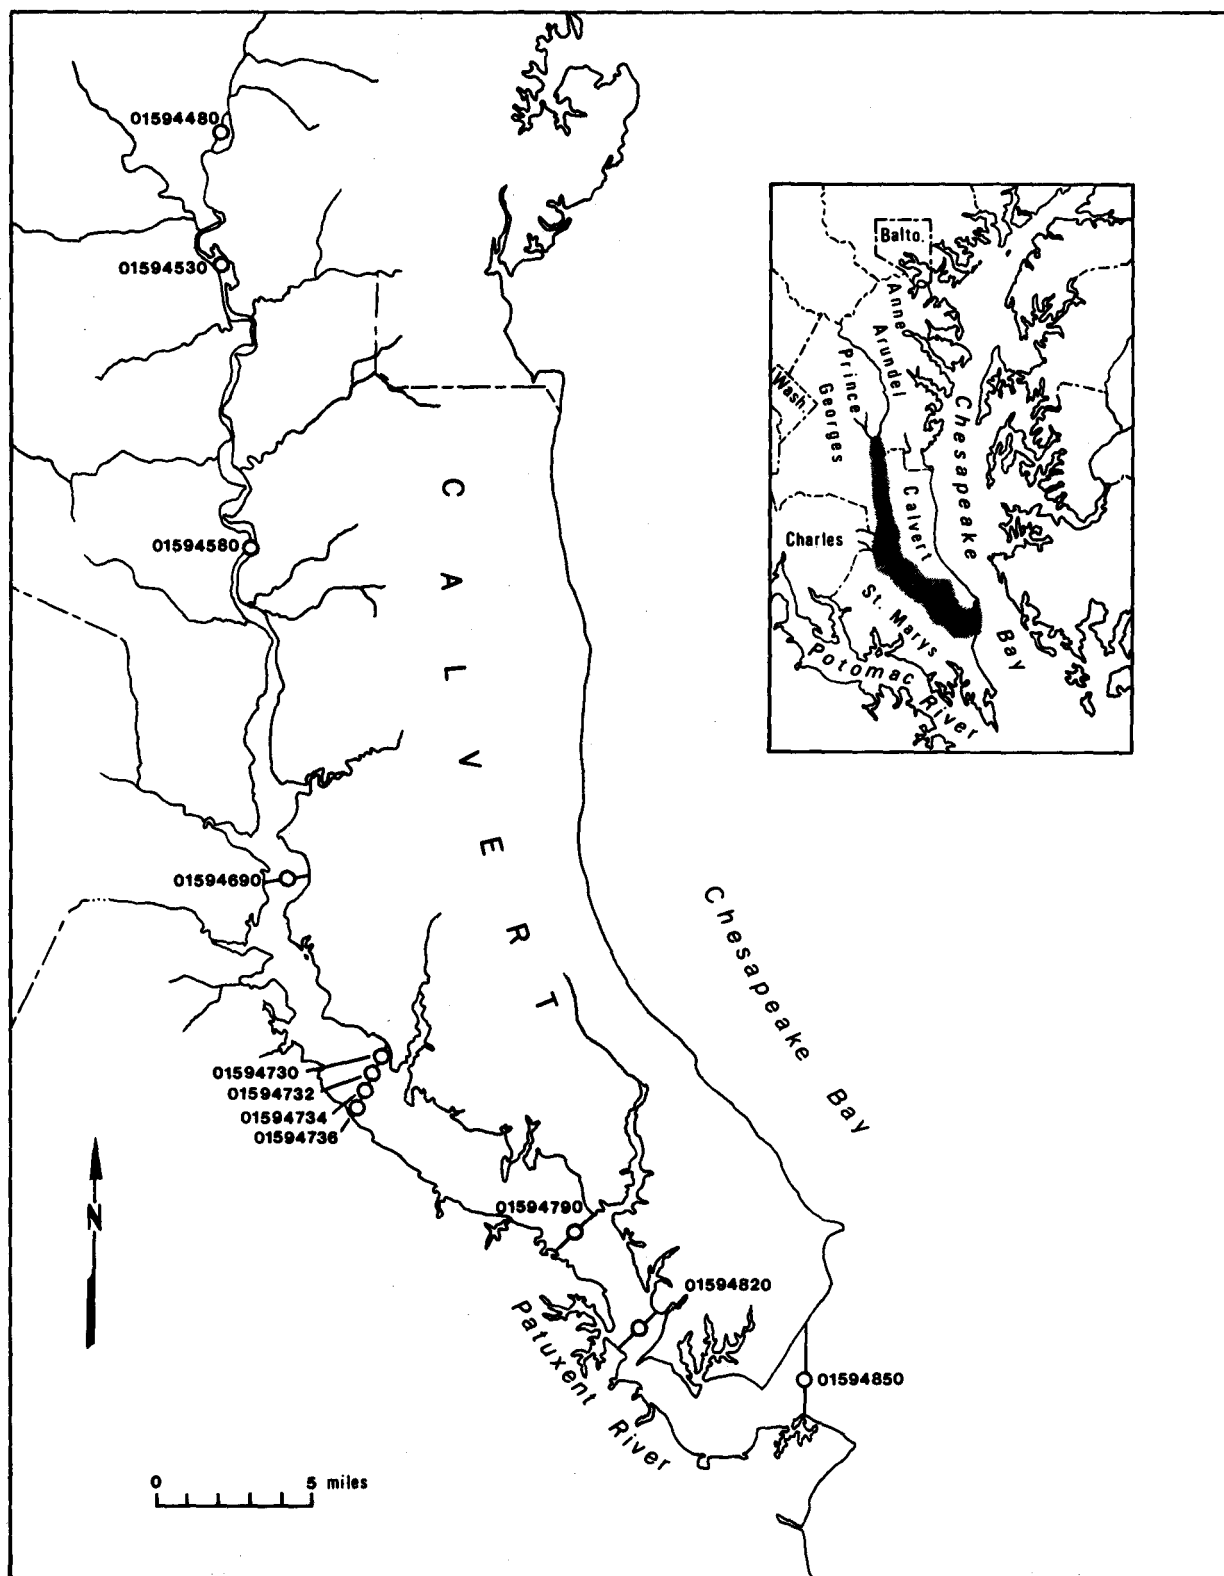 01594480
01594530
01594580
01594690
01594730
01594732
01594734
01594736
01594790
01594820
01594850
CALVERT
Chesapeake Bay
Patuxent River
N
0 5 miles
Balto.
Anne Arundel
Prince Georges
Wash.
Chesapeake Bay
Calvert
Charles
St. Marys
Potomac River